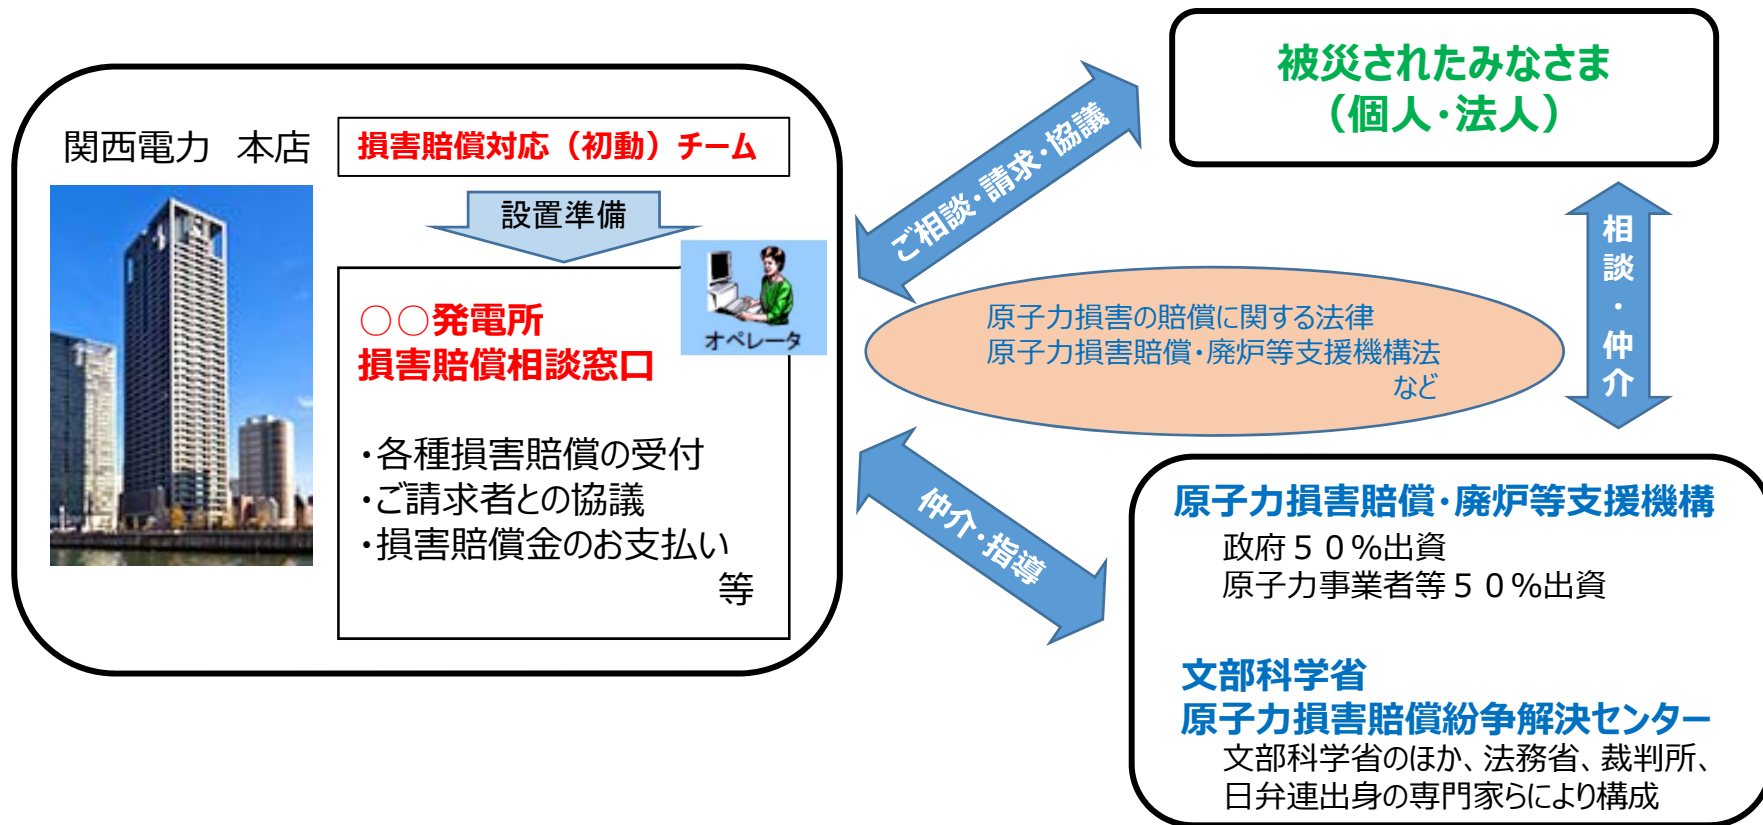 関西電力　本店
損害賠償対応（初動）チーム
設置準備
オペレータ
○○発電所
損害賠償相談窓口
・各種損害賠償の受付
・ご請求者との協議
・損害賠償金のお支払い
等
ご相談・請求・協議
被災されたみなさま
（個人・法人）
相談・仲介
原子力損害の賠償に関する法律
原子力損害賠償・廃炉等支援機構法
など
仲介・指導
原子力損害賠償・廃炉等支援機構
政府５０％出資
原子力事業者等５０％出資
文部科学省
原子力損害賠償紛争解決センター
文部科学省のほか、法務省、裁判所、
日弁連出身の専門家らにより構成